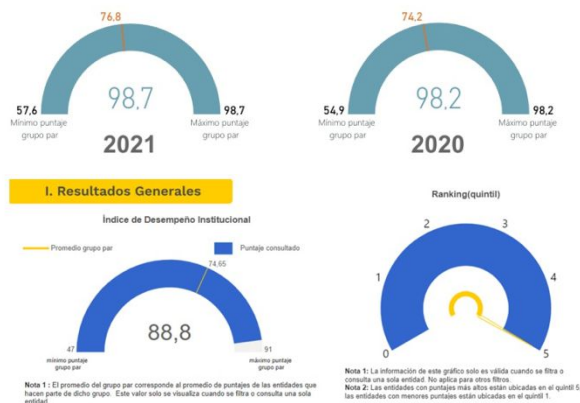 76,8
98,7
57,6
Mínimo puntaje
grupo par
98,7
Máximo puntaje
grupo par
2021
74,2
98,2
54,9
Mínimo puntaje
grupo par
98,2
Máximo puntaje
grupo par
2020
I. Resultados Generales
Índice de Desempeño Institucional
Promedio grupo par
Puntaje consultado
74,65
88,8
47
mínimo puntaje
grupo par
91
máximo puntaje
grupo par
Nota 1 : El promedio del grupo par corresponde al promedio de puntajes de las entidades que
hacen parte de dicho grupo. Este valor solo se visualiza cuando se filtra o consulta una sola
entidad.
Ranking(quintil)
2
3
1
4
0
5
Nota 1: La información de este gráfico solo es válida cuando se filtra o
consulta una sola entidad. No aplica para otros filtros.
Nota 2: Las entidades con puntajes más altos están ubicadas en el quintil 5
las entidades con menores puntajes están ubicadas en el quintil 1.